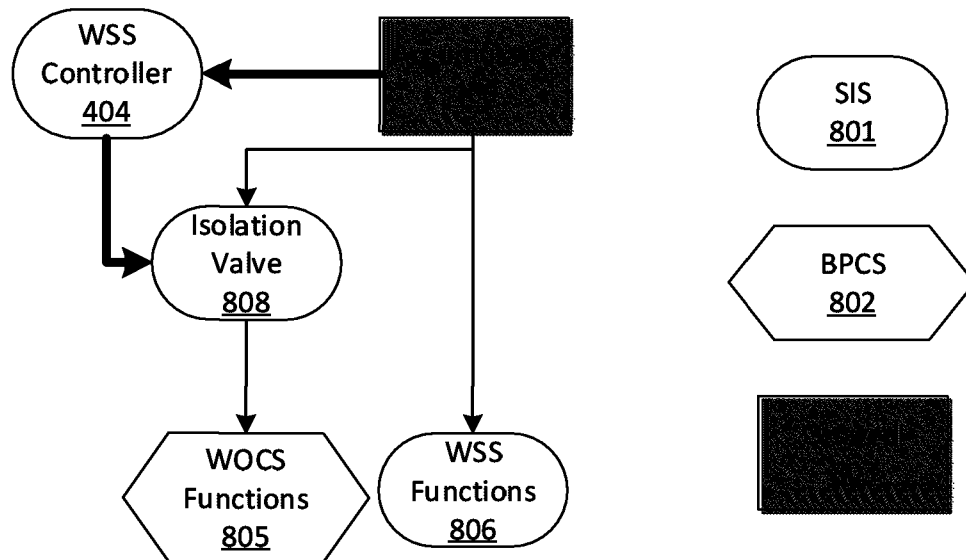 WSS
Controller
404
Isolation
Valve
808
WOCS
Functions
805
WSS
Functions
806
SIS
801
BPCS
802